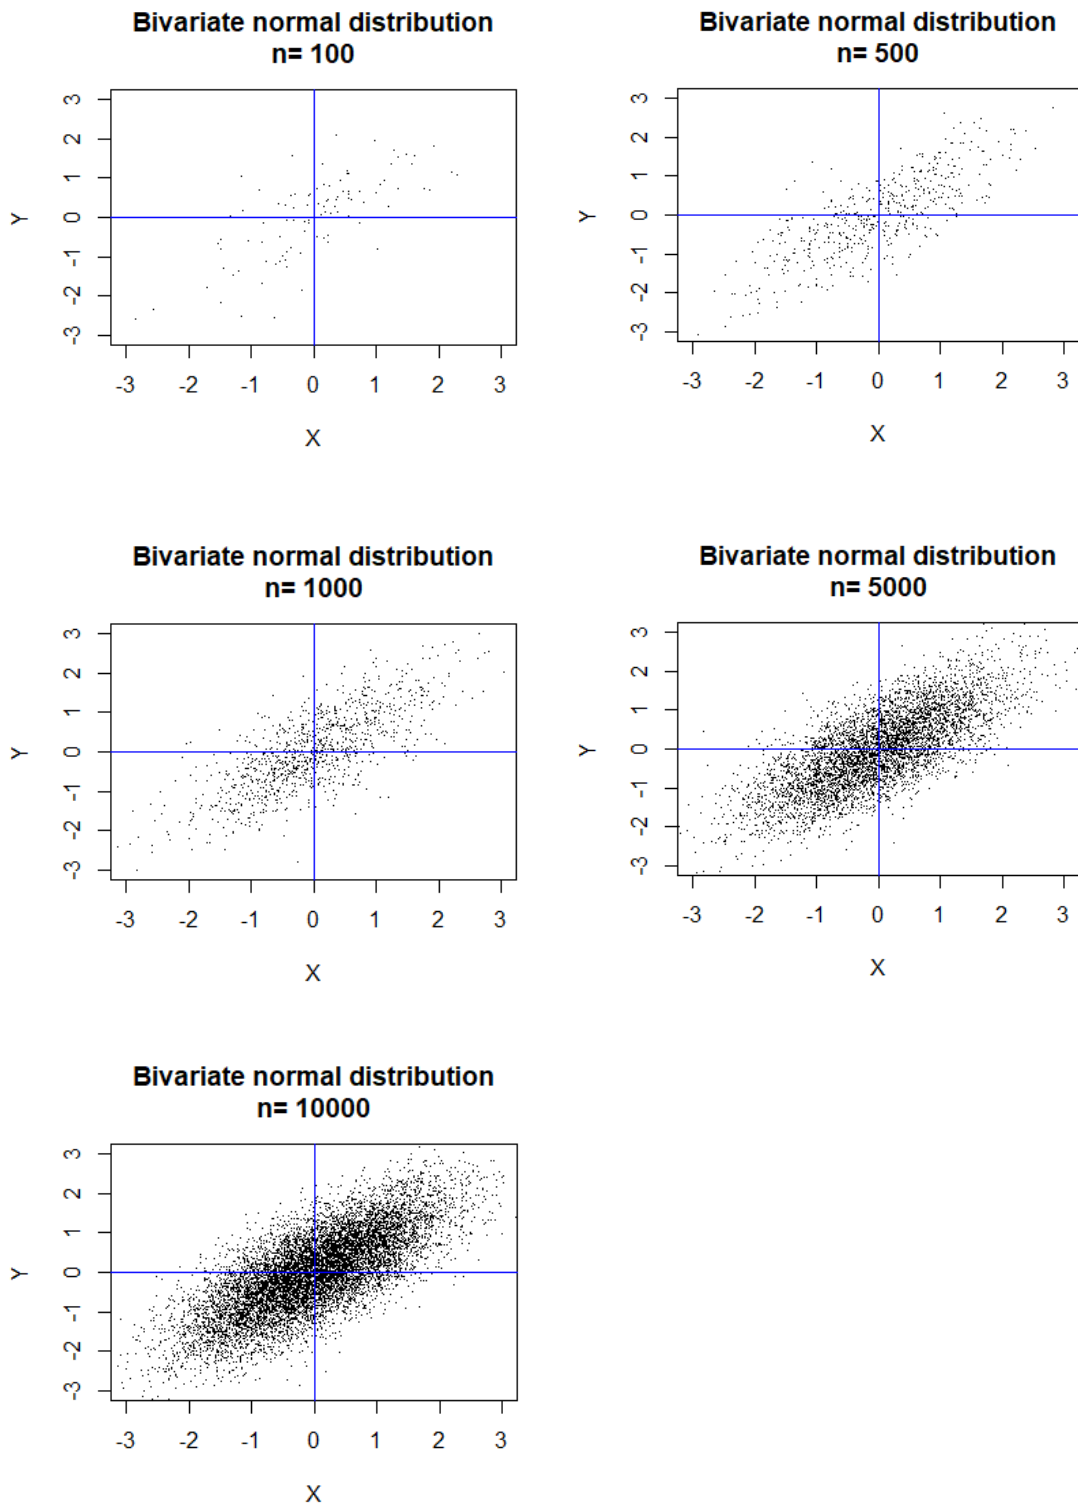 Bivariate normal distribution
n= 100
3
2
1
0
-1
-2
-3
Y
-3 -2 -1 0 1 2 3
X
Bivariate normal distribution
n= 500
3
2
1
0
-1
-2
-3
Y
-3 -2 -1 0 1 2 3
X
Bivariate normal distribution
n= 1000
3
2
1
0
-1
-2
-3
Y
-3 -2 -1 0 1 2 3
X
Bivariate normal distribution
n= 5000
3
2
1
0
-1
-2
-3
Y
-3 -2 -1 0 1 2 3
X
Bivariate normal distribution
n= 10000
3
2
1
0
-1
-2
-3
Y
-3 -2 -1 0 1 2 3
X